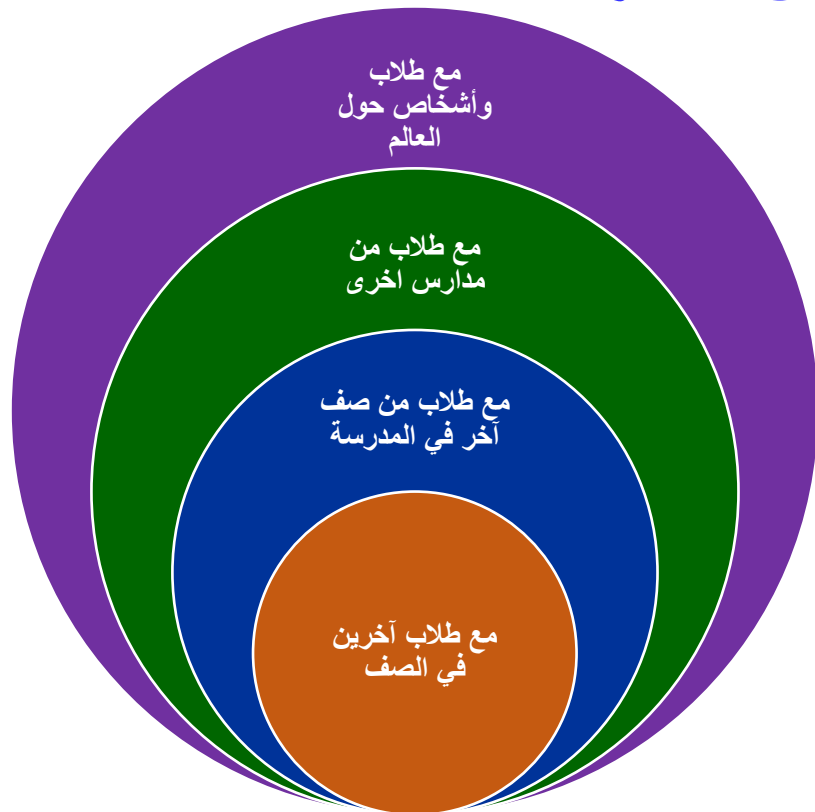 مع طلاب
وأشخاص حول
العالم
مع طلاب من
مدارس اخرى
مع طلاب من صف
آخر في المدرسة
مع طلاب آخرين
في الصف